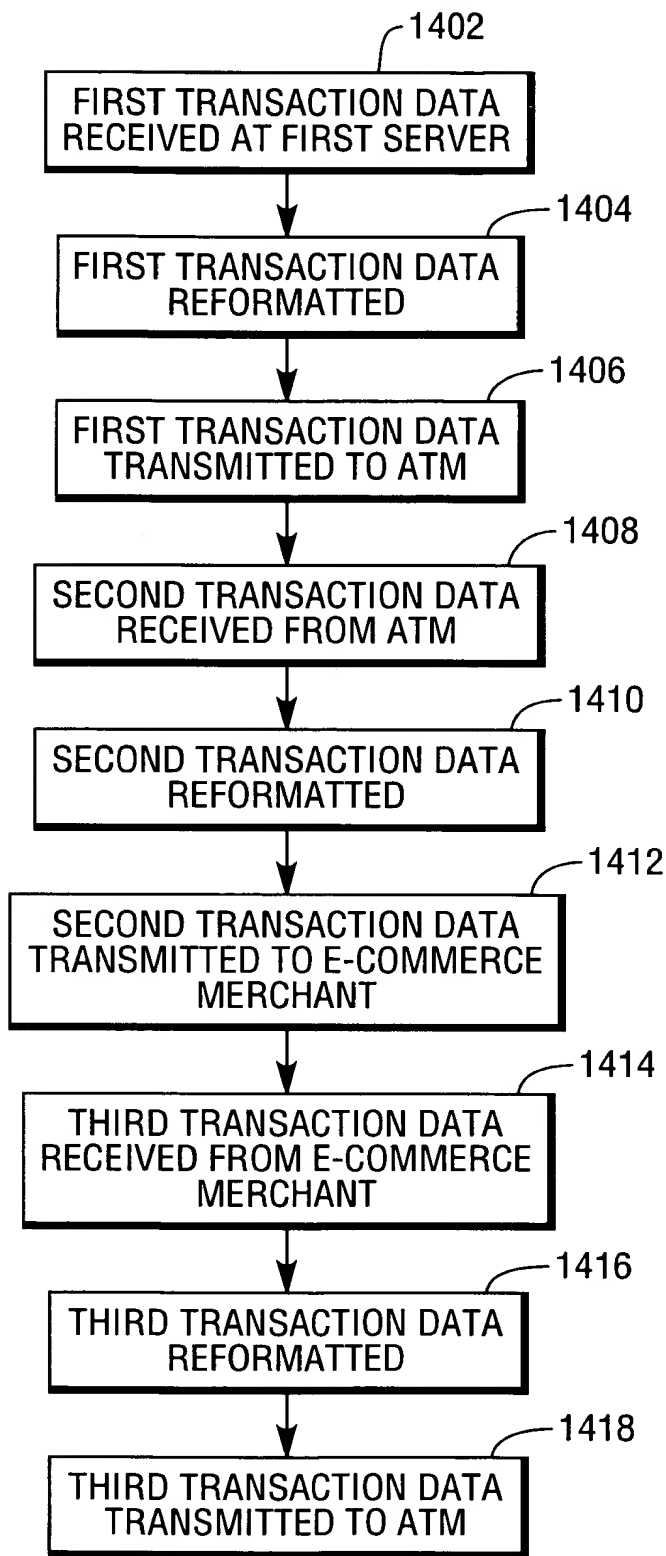 1402
FIRST TRANSACTION DATA
RECEIVED AT FIRST SERVER
1404
FIRST TRANSACTION DATA
REFORMATTED
1406
FIRST TRANSACTION DATA
TRANSMITTED TO ATM
1408
SECOND TRANSACTION DATA
RECEIVED FROM ATM
1410
SECOND TRANSACTION DATA
REFORMATTED
1412
SECOND TRANSACTION DATA
TRANSMITTED TO E-COMMERCE
MERCHANT
1414
THIRD TRANSACTION DATA
RECEIVED FROM E-COMMERCE
MERCHANT
1416
THIRD TRANSACTION DATA
REFORMATTED
1418
THIRD TRANSACTION DATA
TRANSMITTED TO ATM